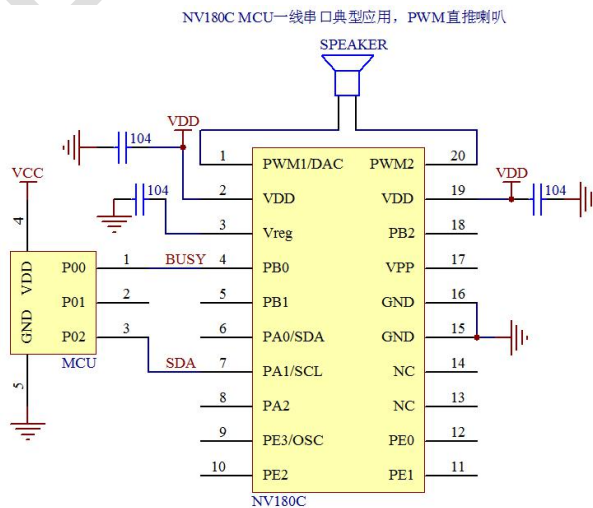 NV180C MCU一线串口典型应用，PWM直推喇叭
SPEAKER
VDD
104
1 PWM1/DAC PWM2 20
VCC
VDD
104
2 VDD VDD 19
104
4
3 Vreg PB2 18
VDD P00 1 BUSY 4 PB0 VPP 17
P01 2 5 PB1 GND 16
GND P02 3 6 PA0/SDA GND 15
MCU SDA 7 PA1/SCL NC 14
5
8 PA2 NC 13
9 PE3/OSC PE0 12
10 PE2 PE1 11
NV180C